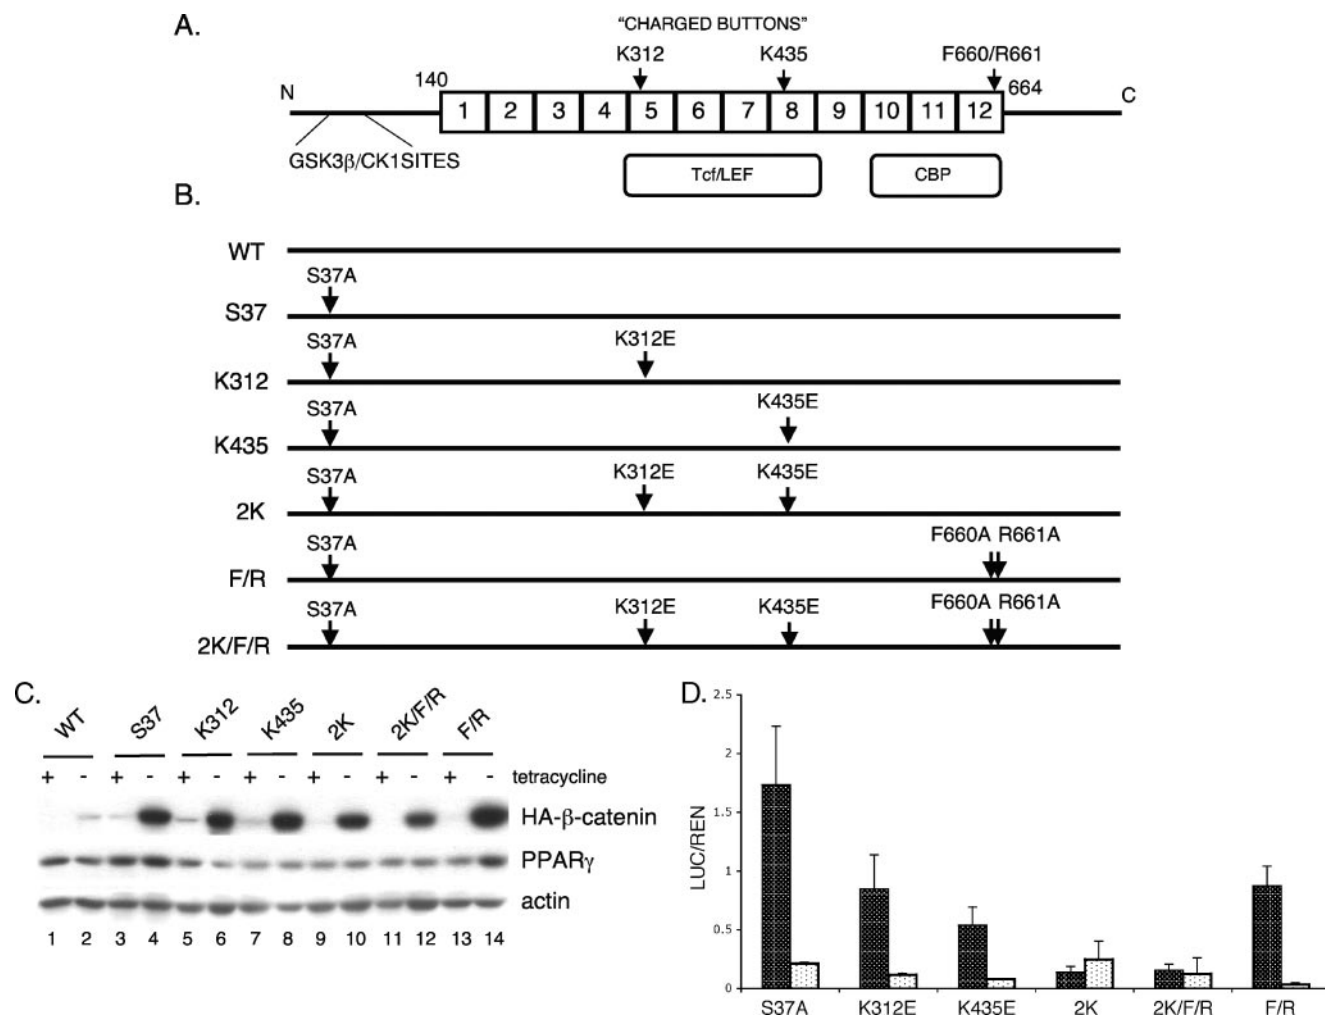 A.
"CHARGED BUTTONS"
K312 K435 F660/R661
N 140 664 C
1 2 3 4 5 6 7 8 9 10 11 12
GSK3β/CK1SITES
Tcf/LEF CBP
B.
WT
S37A
S37
S37A K312E
K312
S37A K435E
K435
S37A K312E K435E
2K
S37A F660A R661A
F/R
S37A K312E K435E F660A R661A
2K/F/R
C.
WT S37 K312 K435 2K 2K/F/R F/R
+ - + - + - + - + - + - + - tetracycline
HA-β-catenin
PPARγ
actin
1 2 3 4 5 6 7 8 9 10 11 12 13 14
D.
LUC/REN
2.5
2
1.5
1
0.5
0
S37A K312E K435E 2K 2K/F/R F/R